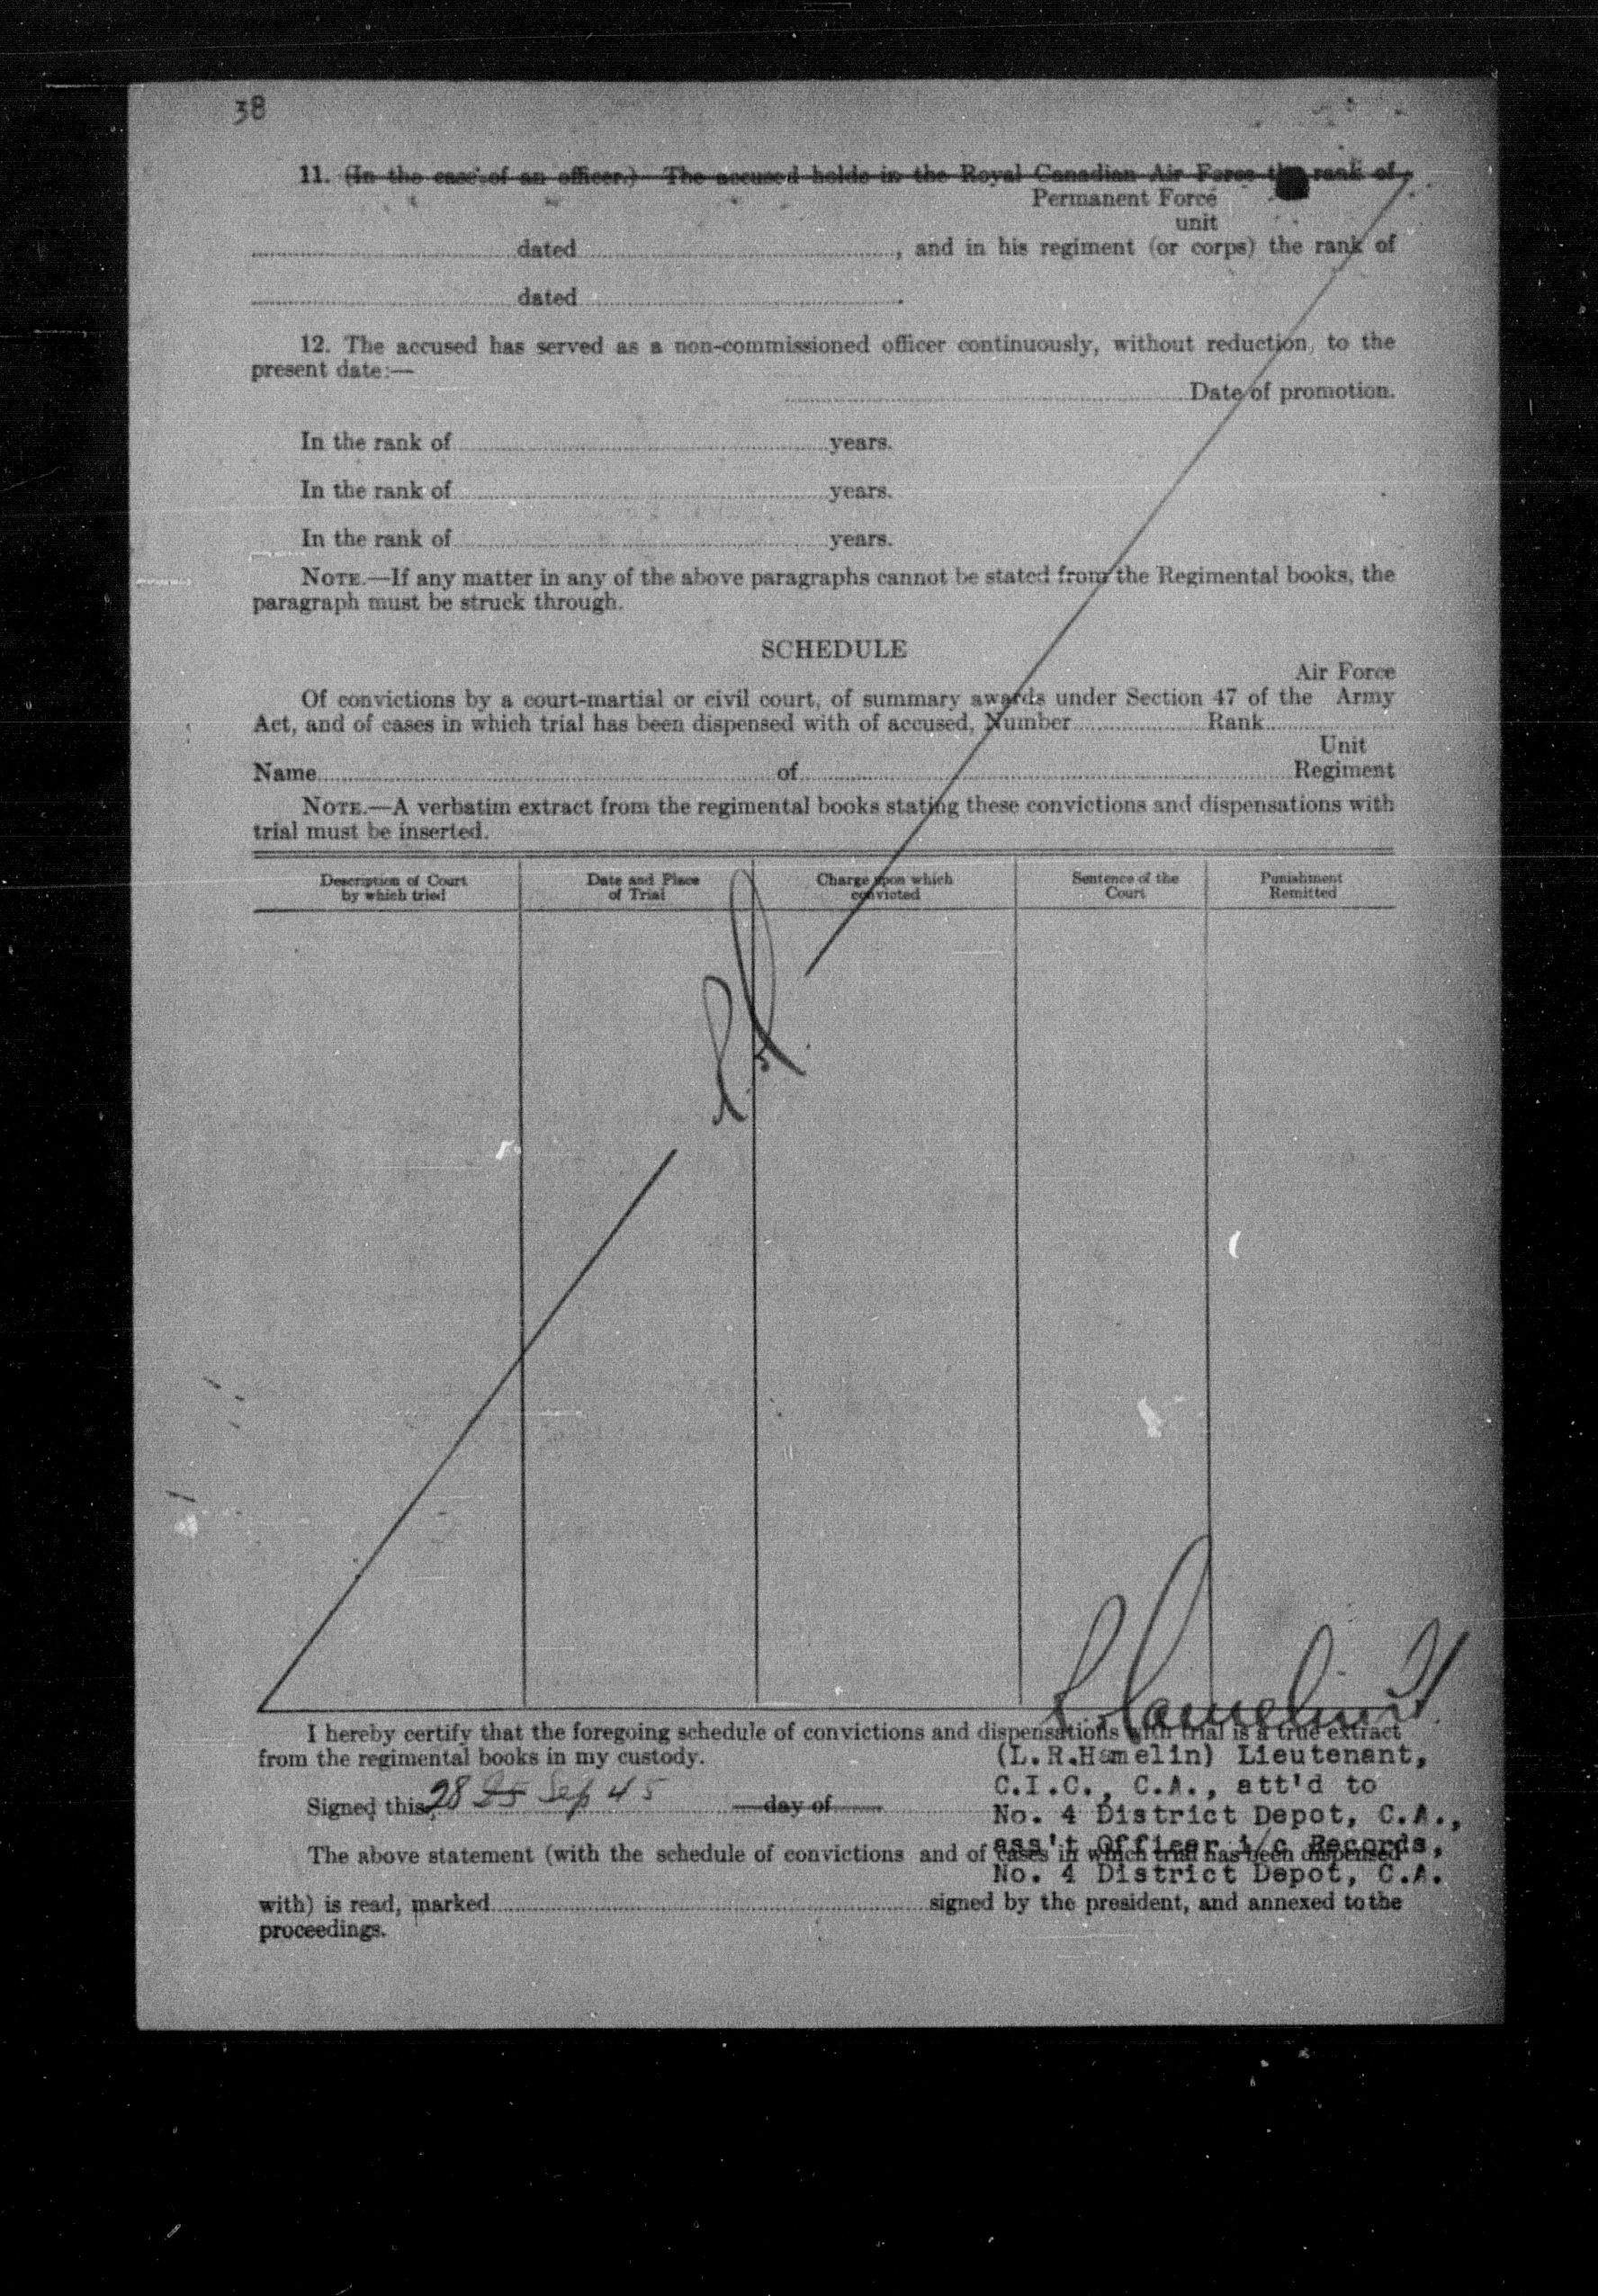 38
11. (In the case of an officer.) The accused holds in the Royal Canadian Air Force the rank of
Permanent Force
unit
dated , and in his regiment (or corps) the rank of
dated .
12. The accused has served as a non-commissioned officer continuously, without reduction, to the
present date:—
Date of promotion.
In the rank of years.
In the rank of years.
In the rank of years.
NOTE.—If any matter in any of the above paragraphs cannot be stated from the Regimental books, the
paragraph must be struck through.
SCHEDULE
Air Force
Of convictions by a court-martial or civil court, of summary awards under Section 47 of the Army
Act, and of cases in which trial has been dispensed with of accused, Number Rank
Unit
Name of Regiment
NOTE.—A verbatim extract from the regimental books stating these convictions and dispensations with
trial must be inserted.
Description of Court by which tried
Date and Place of Trial
Charge upon which convicted
Sentence of the Court
Punishment Remitted
I hereby certify that the foregoing schedule of convictions and dispensations with trial is a true extract
from the regimental books in my custody.
(L.R.Hamelin) Lieutenant,
C.I.C., C.A., att'd to
Signed this 28 25 Sep 45 day of
No. 4 District Depot, C.A.,
ass't Officer i/c Records,
The above statement (with the schedule of convictions and of cases in which trial has been dispensed
No. 4 District Depot, C.A.
with) is read, marked signed by the president, and annexed to the
proceedings.